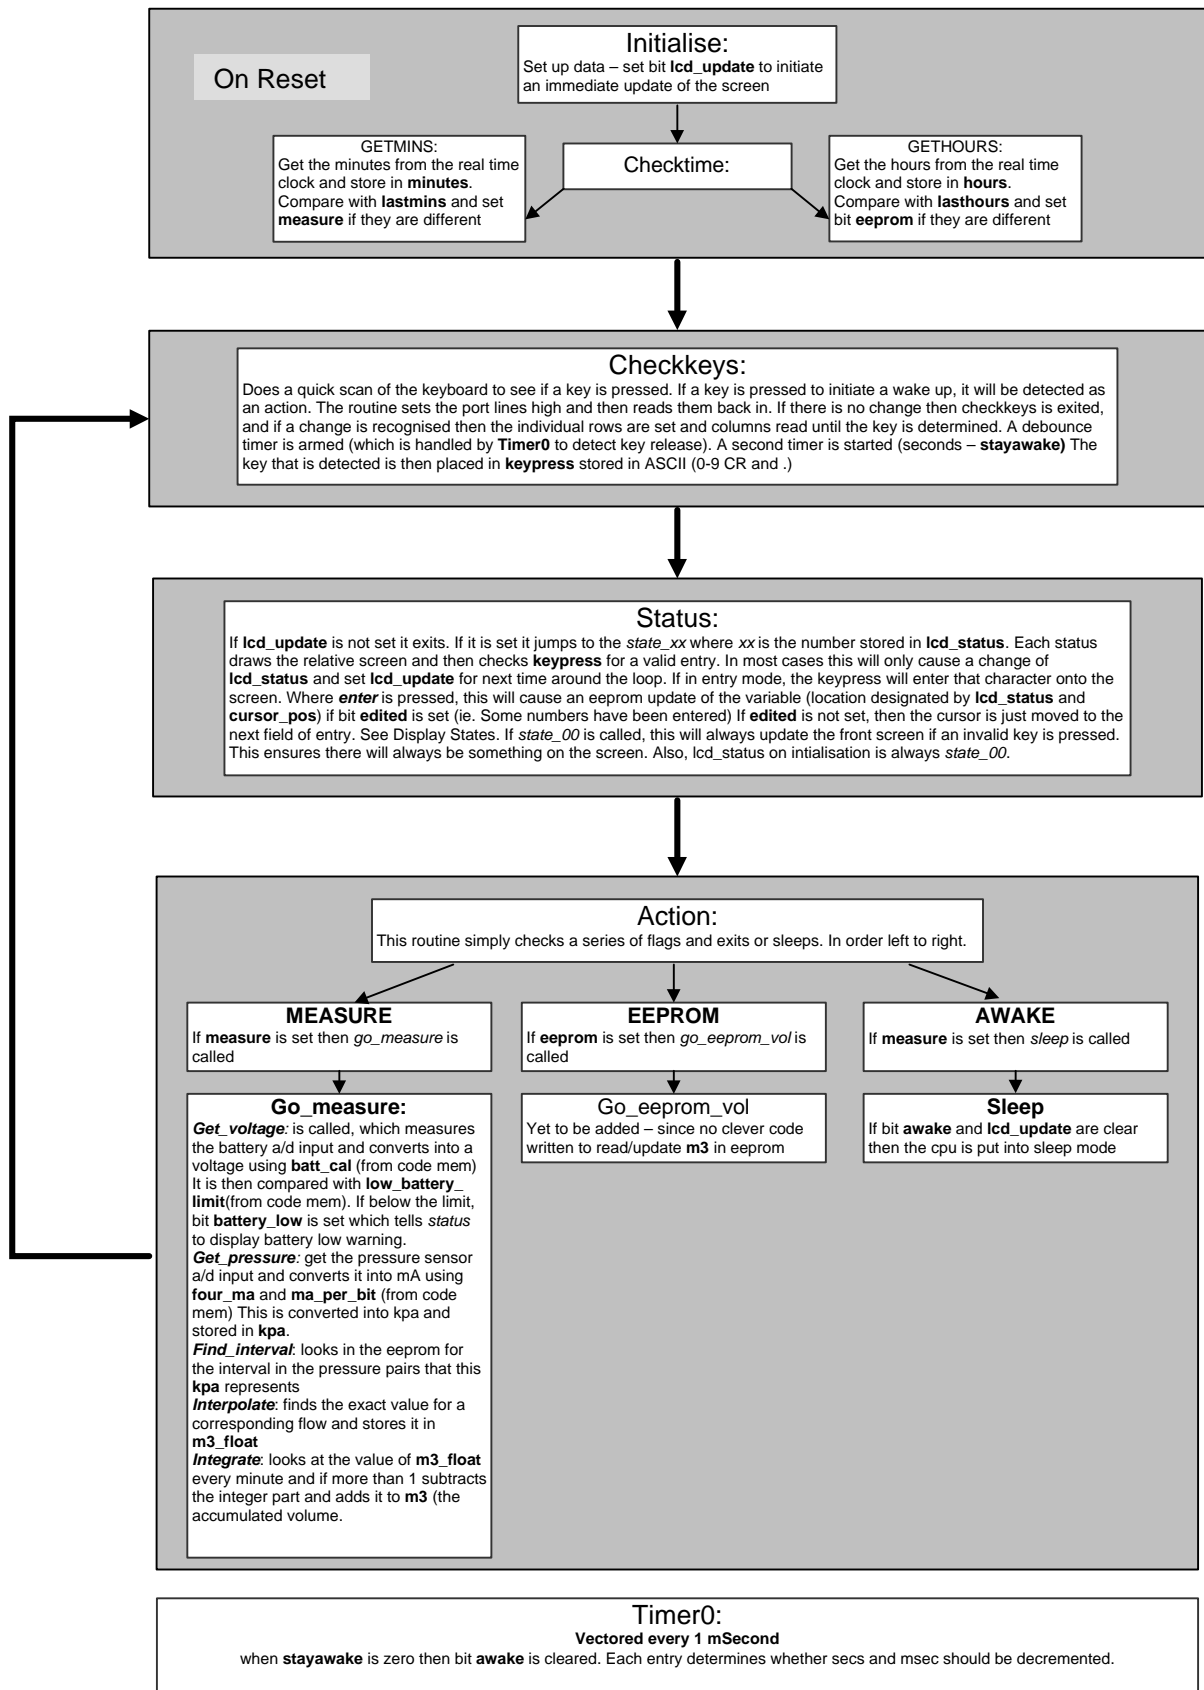 Initialise:
Set up data – set bit lcd_update to initiate
an immediate update of the screen
On Reset
GETMINS:
Get the minutes from the real time
clock and store in minutes.
Compare with lastmins and set
measure if they are different
Checktime:
GETHOURS:
Get the hours from the real time
clock and store in hours.
Compare with lasthours and set
bit eeprom if they are different
Checkkeys:
Does a quick scan of the keyboard to see if a key is pressed. If a key is pressed to initiate a wake up, it will be detected as
an action. The routine sets the port lines high and then reads them back in. If there is no change then checkkeys is exited,
and if a change is recognised then the individual rows are set and columns read until the key is determined. A debounce
timer is armed (which is handled by Timer0 to detect key release). A second timer is started (seconds – stayawake) The
key that is detected is then placed in keypress stored in ASCII (0-9 CR and .)
Status:
If lcd_update is not set it exits. If it is set it jumps to the state_xx where xx is the number stored in lcd_status. Each status
draws the relative screen and then checks keypress for a valid entry. In most cases this will only cause a change of
lcd_status and set lcd_update for next time around the loop. If in entry mode, the keypress will enter that character onto the
screen. Where enter is pressed, this will cause an eeprom update of the variable (location designated by lcd_status and
cursor_pos) if bit edited is set (ie. Some numbers have been entered) If edited is not set, then the cursor is just moved to the
next field of entry. See Display States. If state_00 is called, this will always update the front screen if an invalid key is pressed.
This ensures there will always be something on the screen. Also, lcd_status on intialisation is always state_00.
Action:
This routine simply checks a series of flags and exits or sleeps. In order left to right.
MEASURE
If measure is set then go_measure is
called
EEPROM
If eeprom is set then go_eeprom_vol is
called
AWAKE
If measure is set then sleep is called
Go_measure:
Get_voltage: is called, which measures
the battery a/d input and converts into a
voltage using batt_cal (from code mem)
It is then compared with low_battery_
limit(from code mem). If below the limit,
bit battery_low is set which tells status
to display battery low warning.
Get_pressure: get the pressure sensor
a/d input and converts it into mA using
four_ma and ma_per_bit (from code
mem) This is converted into kpa and
stored in kpa.
Find_interval: looks in the eeprom for
the interval in the pressure pairs that this
kpa represents
Interpolate: finds the exact value for a
corresponding flow and stores it in
m3_float
Integrate: looks at the value of m3_float
every minute and if more than 1 subtracts
the integer part and adds it to m3 (the
accumulated volume.
Go_eeprom_vol
Yet to be added – since no clever code
written to read/update m3 in eeprom
Sleep
If bit awake and lcd_update are clear
then the cpu is put into sleep mode
Timer0:
Vectored every 1 mSecond
when stayawake is zero then bit awake is cleared. Each entry determines whether secs and msec should be decremented.